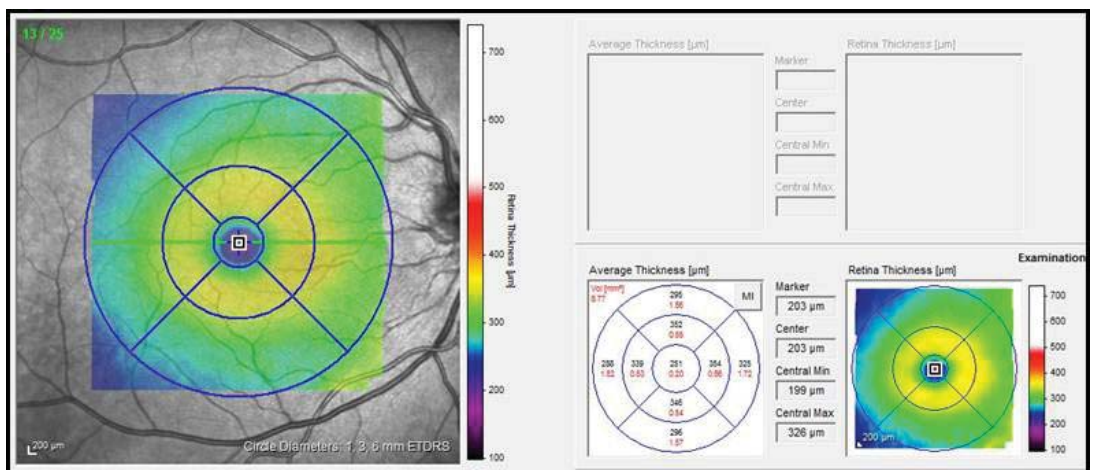 13 / 25
700
600
500
400
300
200
100
Retina Thickness [µm]
200 µm
Circle Diameters: 1, 3, 6 mm ETDRS
Average Thickness [µm]
Marker
Center
Central Min
Central Max
Retina Thickness [µm]
Examination
Average Thickness [µm]
Vol [mm³]
8.77
MI
295
1.56
352
0.55
288
1.52
339
0.53
251
0.20
354
0.56
325
1.72
346
0.54
296
1.57
Marker
203 µm
Center
203 µm
Central Min
199 µm
Central Max
326 µm
Retina Thickness [µm]
200 µm
700
600
500
400
300
200
100